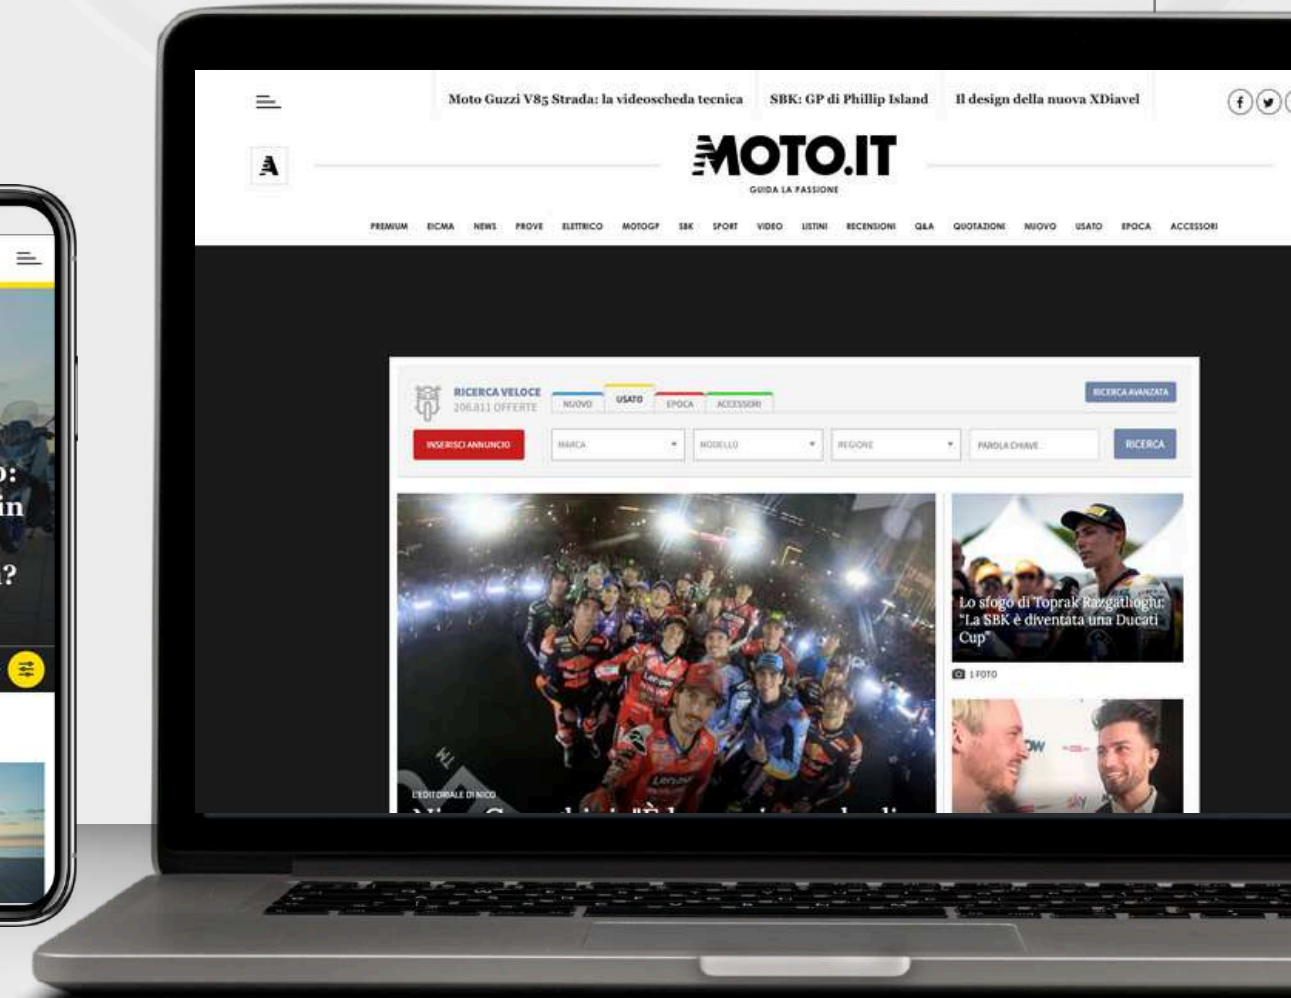 Moto Guzzi V85 Strada: la videoscheda tecnica
SBK: GP di Phillip Island
Il design della nuova XDiavel
A
MOTO.IT
GUIDA LA PASSIONE
PREMIUM EICMA NEWS PROVE ELETTRICO MOTOGP SBK SPORT VIDEO LISTINI RECENSIONI Q&A QUOTAZIONI NUOVO USATO EPOCA ACCESSORI
RICERCA VELOCE
206.811 OFFERTE
NUOVO USATO EPOCA ACCESSORI
RICERCA AVANZATA
INSERISCI ANNUNCIO
MARCA MODELLO REGIONE PAROLA CHIAVE RICERCA
in
Lo sfogo di Toprak Razgatlioglu:
"La SBK è diventata una Ducati
Cup"
1 FOTO
Lenovo
sky
L'EDITORIALE DI NICO